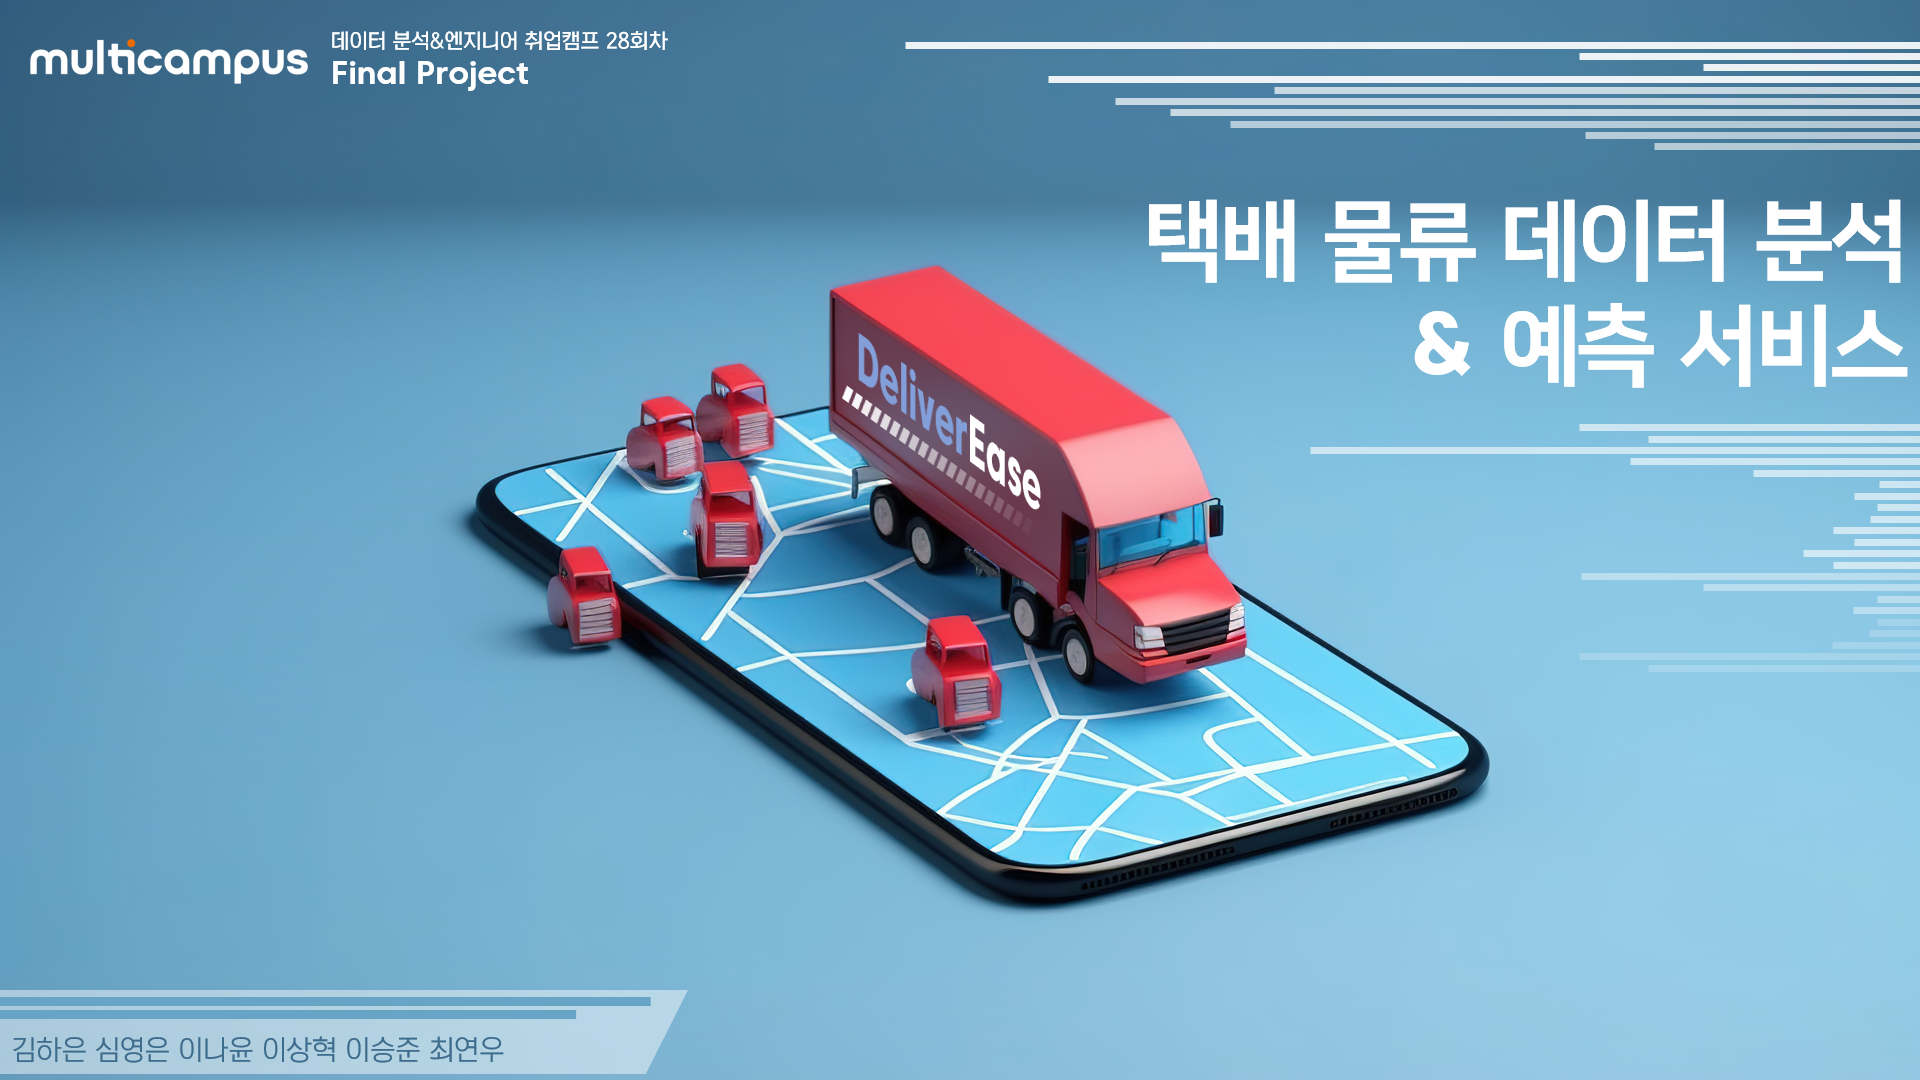 multicampus
데이터 분석&엔지니어 취업캠프 28회차
Final Project
택배 물류 데이터 분석
& 예측 서비스
DeliverEase
김하은 심영은 이나윤 이상혁 이승준 최연우